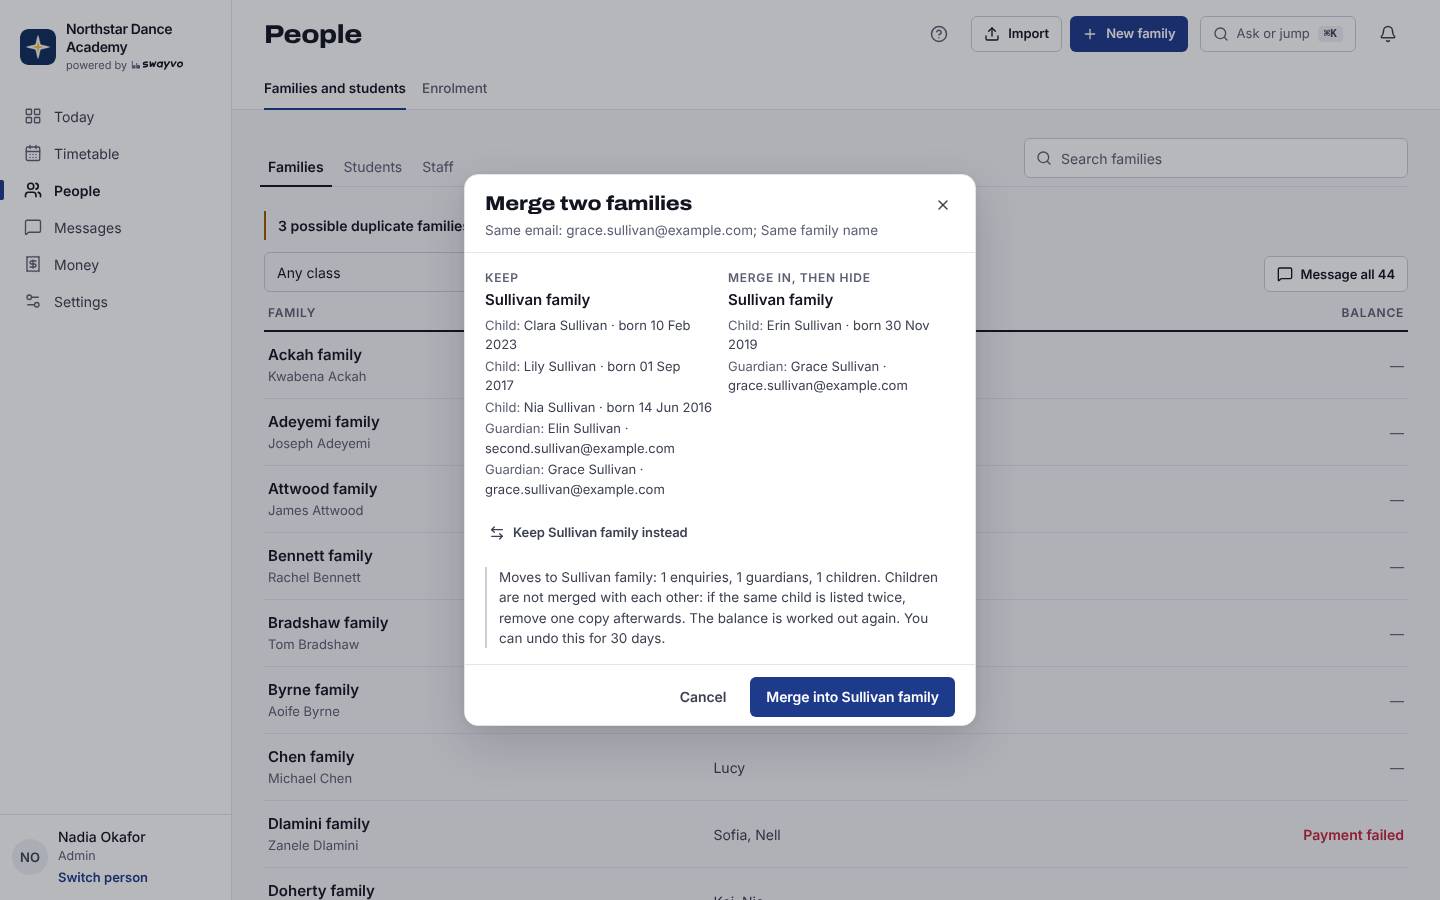 Northstar Dance
Academy
powered by swayvo
Today
Timetable
People
Messages
Money
Settings
NO
Nadia Okafor
Admin
Switch person
People
Import
New family
Ask or jump ⌘K
Families and students
Enrolment
Families
Students
Staff
Search families
3 possible duplicate families
Any class
Message all 44
FAMILY
BALANCE
Ackah family
Kwabena Ackah
—
Adeyemi family
Joseph Adeyemi
—
Attwood family
James Attwood
—
Bennett family
Rachel Bennett
—
Bradshaw family
Tom Bradshaw
—
Byrne family
Aoife Byrne
—
Chen family
Michael Chen
Lucy
—
Dlamini family
Zanele Dlamini
Sofia, Nell
Payment failed
Doherty family
Merge two families
Same email: grace.sullivan@example.com; Same family name
KEEP
Sullivan family
Child: Clara Sullivan · born 10 Feb
2023
Child: Lily Sullivan · born 01 Sep
2017
Child: Nia Sullivan · born 14 Jun 2016
Guardian: Elin Sullivan ·
second.sullivan@example.com
Guardian: Grace Sullivan ·
grace.sullivan@example.com
MERGE IN, THEN HIDE
Sullivan family
Child: Erin Sullivan · born 30 Nov
2019
Guardian: Grace Sullivan ·
grace.sullivan@example.com
Keep Sullivan family instead
Moves to Sullivan family: 1 enquiries, 1 guardians, 1 children. Children
are not merged with each other: if the same child is listed twice,
remove one copy afterwards. The balance is worked out again. You
can undo this for 30 days.
Cancel
Merge into Sullivan family